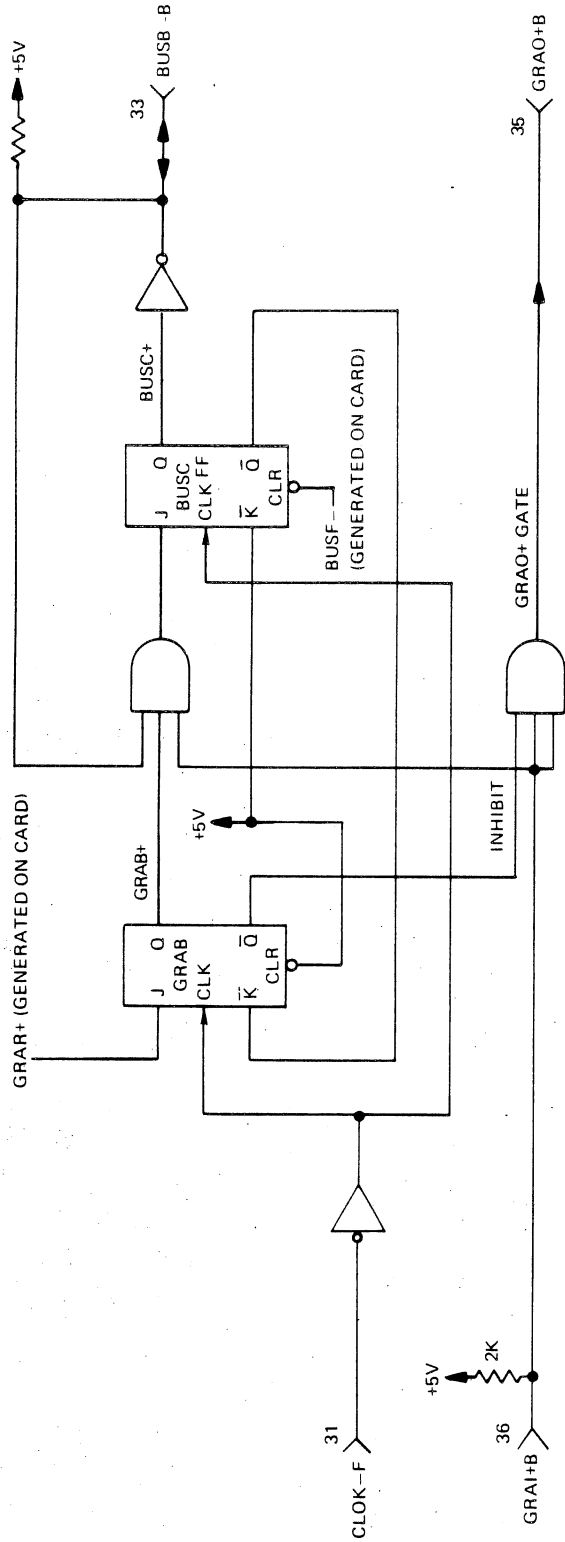 GRAR+ (GENERATED ON CARD)
+5V
33
BUSB -B
J Q
GRAB
CLK
K̅ Q̅
CLR
GRAB+
+5V
J Q
BUSC
CLK FF
K̅ Q̅
CLR
BUSC+
BUSF-
(GENERATED ON CARD)
CLOK-F
31
INHIBIT
GRAO+ GATE
+5V
2K
GRAI+B
36
35
GRAO+B